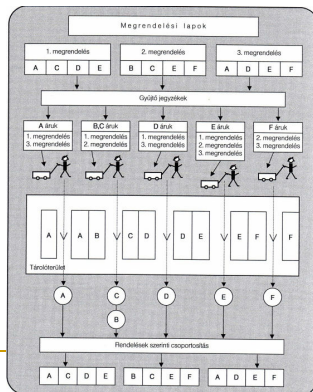 Megrendelési lapok
1. megrendelés
2. megrendelés
3. megrendelés
A C D E
B C E F
A D E F
Gyűjtő jegyzékek
A áruk
1. megrendelés
3. megrendelés
B,C áruk
1. megrendelés
2. megrendelés
D áruk
1. megrendelés
3. megrendelés
E áruk
1. megrendelés
2. megrendelés
3. megrendelés
F áruk
2. megrendelés
3. megrendelés
A A B C D D E E F F
Tárolóterület
A C D E F
B
Rendelések szerinti csoportosítás
A C D E
B C E F
A D E F